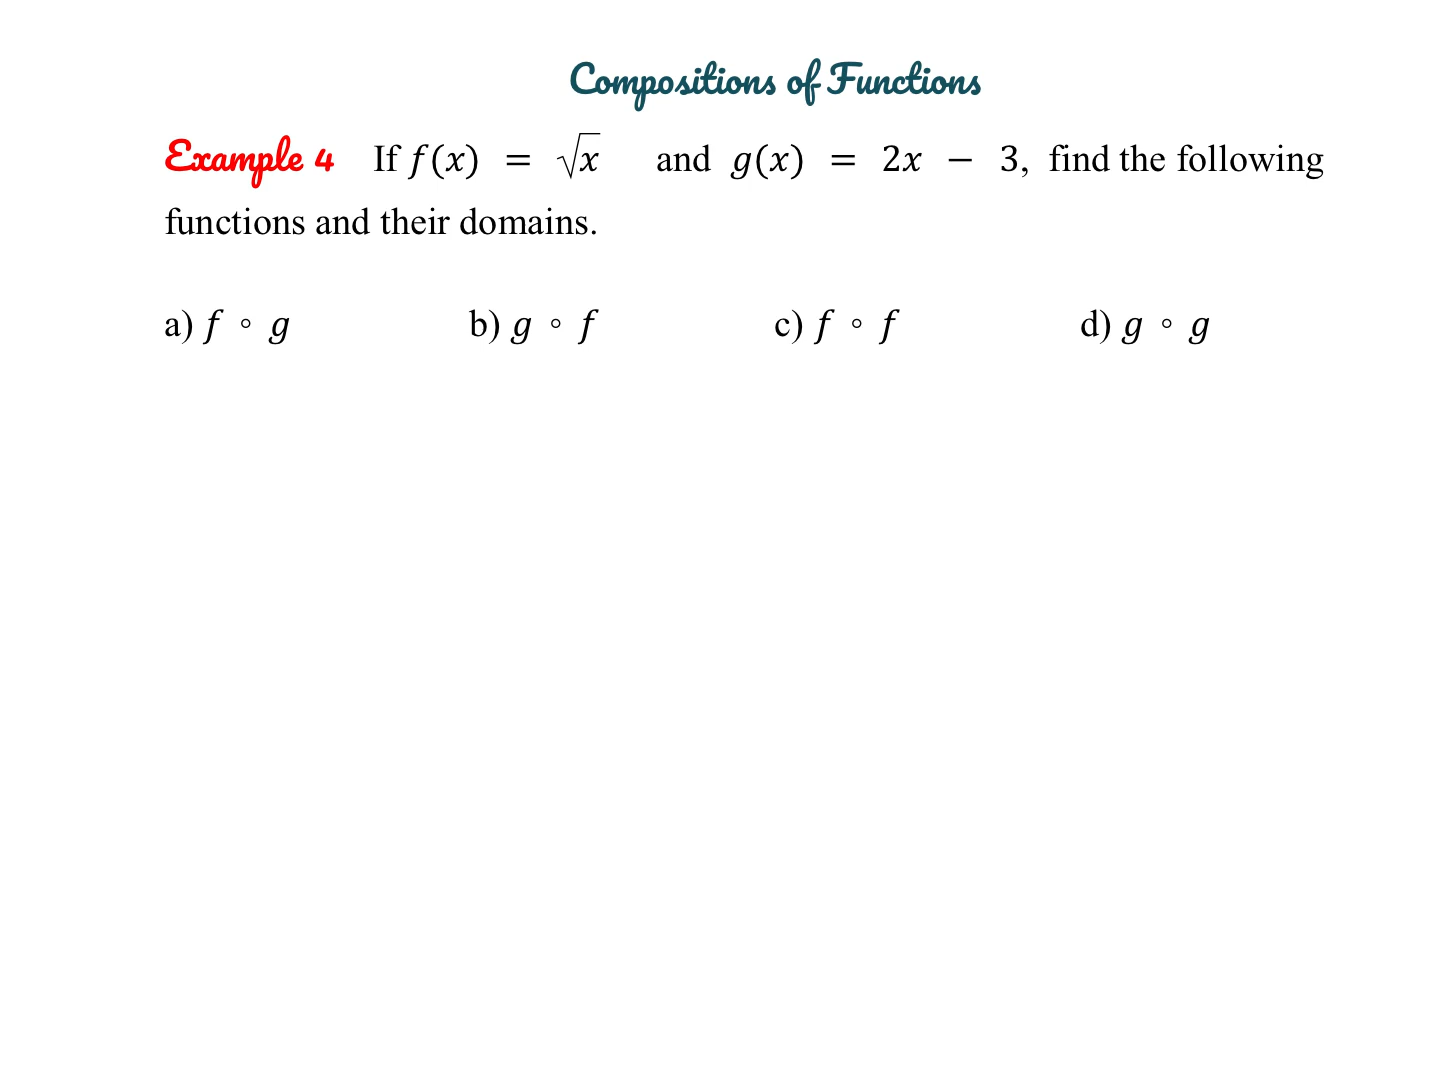 Compositions of Functions
Example 4 If f(x) = √x and g(x) = 2x − 3, find the following
functions and their domains.
a) f ∘ g b) g ∘ f c) f ∘ f d) g ∘ g